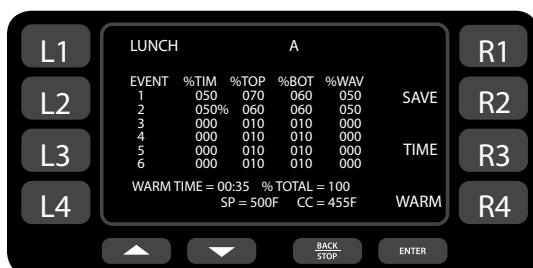 L1
LUNCH A
R1
EVENT %TIM %TOP %BOT %WAV
1 050 070 060 050
L2
2 050% 060 060 050
SAVE
R2
3 000 010 010 000
4 000 010 010 000
L3
5 000 010 010 000
TIME
R3
6 000 010 010 000
WARM TIME = 00:35 % TOTAL = 100
L4
SP = 500F CC = 455F
WARM
R4
BACK
STOP
ENTER